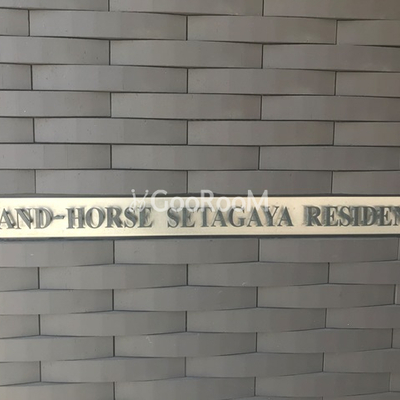 GooRooM
AND-HORSE SETAGAYA RESIDEN